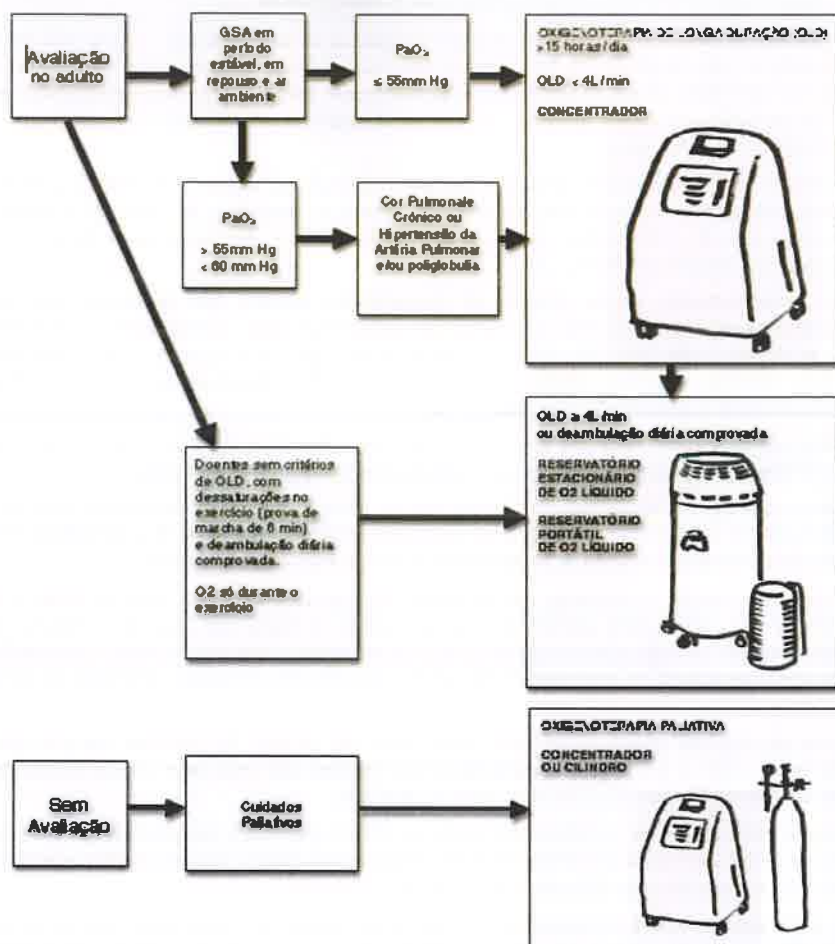 Avaliação
no adulto
GSA em
período
estável, em
repouso e ar
ambiente
PaO₂
≤ 55mm Hg
OXIGENOTERAPIA DE LONGA DURAÇÃO (OLD)
>15 horas/dia
OLD < 4L/min
CONCENTRADOR
PaO₂
> 55mm Hg
< 60 mm Hg
Cor Pulmonale
Crónico ou
Hipertensão da
Artéria Pulmonar
e/ou poliglobulia
Doentes sem critérios
de OLD, com
dessaturações no
exercício (prova de
marcha de 6 min)
e deambulação diária
comprovada.
O2 só durante o
exercício
OLD ≥ 4L/min
ou deambulação diária comprovada
RESERVATÓRIO
ESTACIONÁRIO
DE O2 LÍQUIDO
RESERVATÓRIO
PORTÁTIL
DE O2 LÍQUIDO
Sem
Avaliação
Cuidados
Paliativos
OXIGENOTERAPIA PALIATIVA
CONCENTRADOR
OU CILINDRO